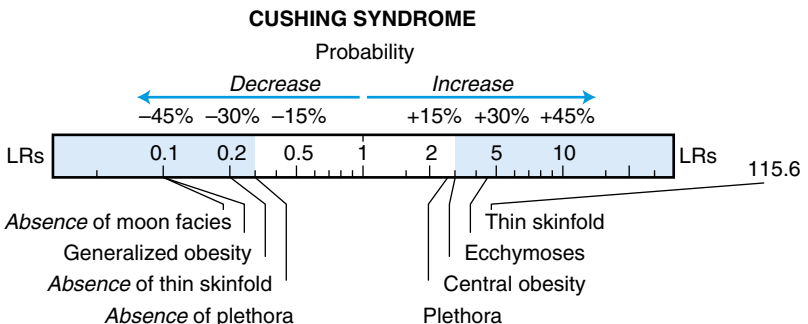 CUSHING SYNDROME
Probability
Decrease Increase
–45% –30% –15% +15% +30% +45%
LRs 0.1 0.2 0.5 1 2 5 10 LRs
115.6
Absence of moon facies Thin skinfold
Generalized obesity Ecchymoses
Absence of thin skinfold Central obesity
Absence of plethora Plethora